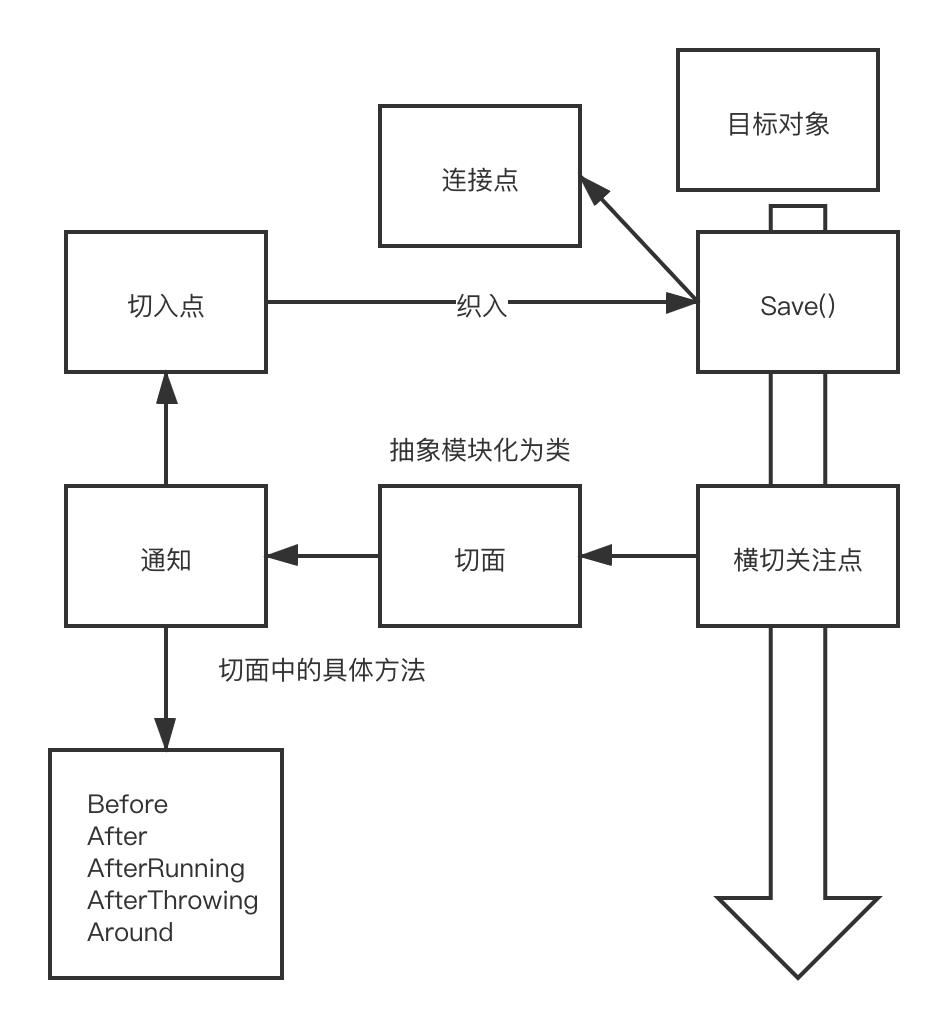 目标对象
连接点
切入点
织入
Save()
抽象模块化为类
通知
切面
横切关注点
切面中的具体方法
Before
After
AfterRunning
AfterThrowing
Around